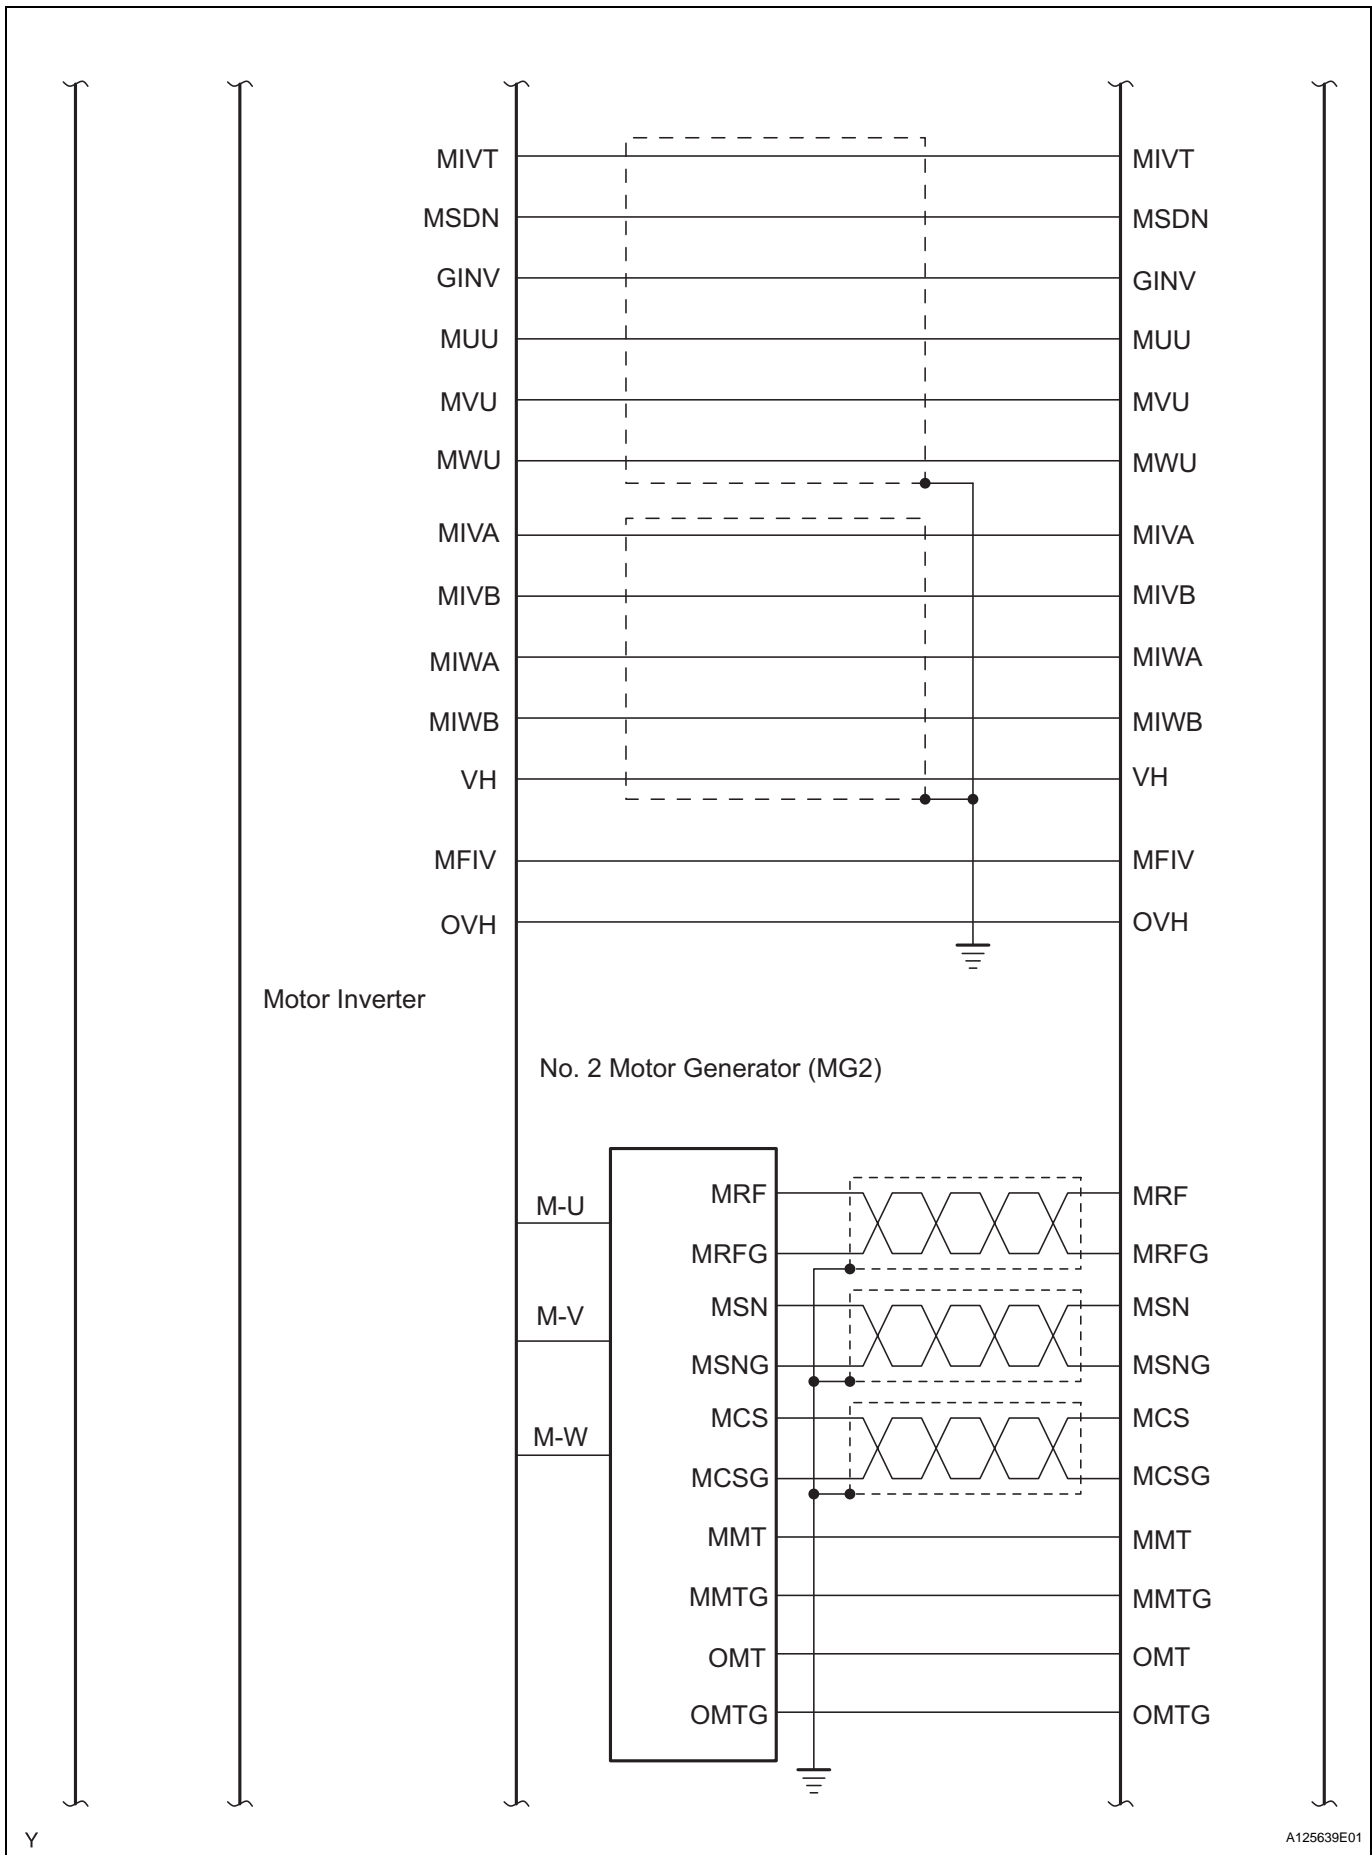 MIVT MIVT
MSDN MSDN
GINV GINV
MUU MUU
MVU MVU
MWU MWU
MIVA MIVA
MIVB MIVB
MIWA MIWA
MIWB MIWB
VH VH
MFIV MFIV
OVH OVH
Motor Inverter
No. 2 Motor Generator (MG2)
MRF MRF
M-U
MRFG MRFG
MSN MSN
M-V
MSNG MSNG
MCS MCS
M-W
MCSG MCSG
MMT MMT
MMTG MMTG
OMT OMT
OMTG OMTG
Y A125639E01